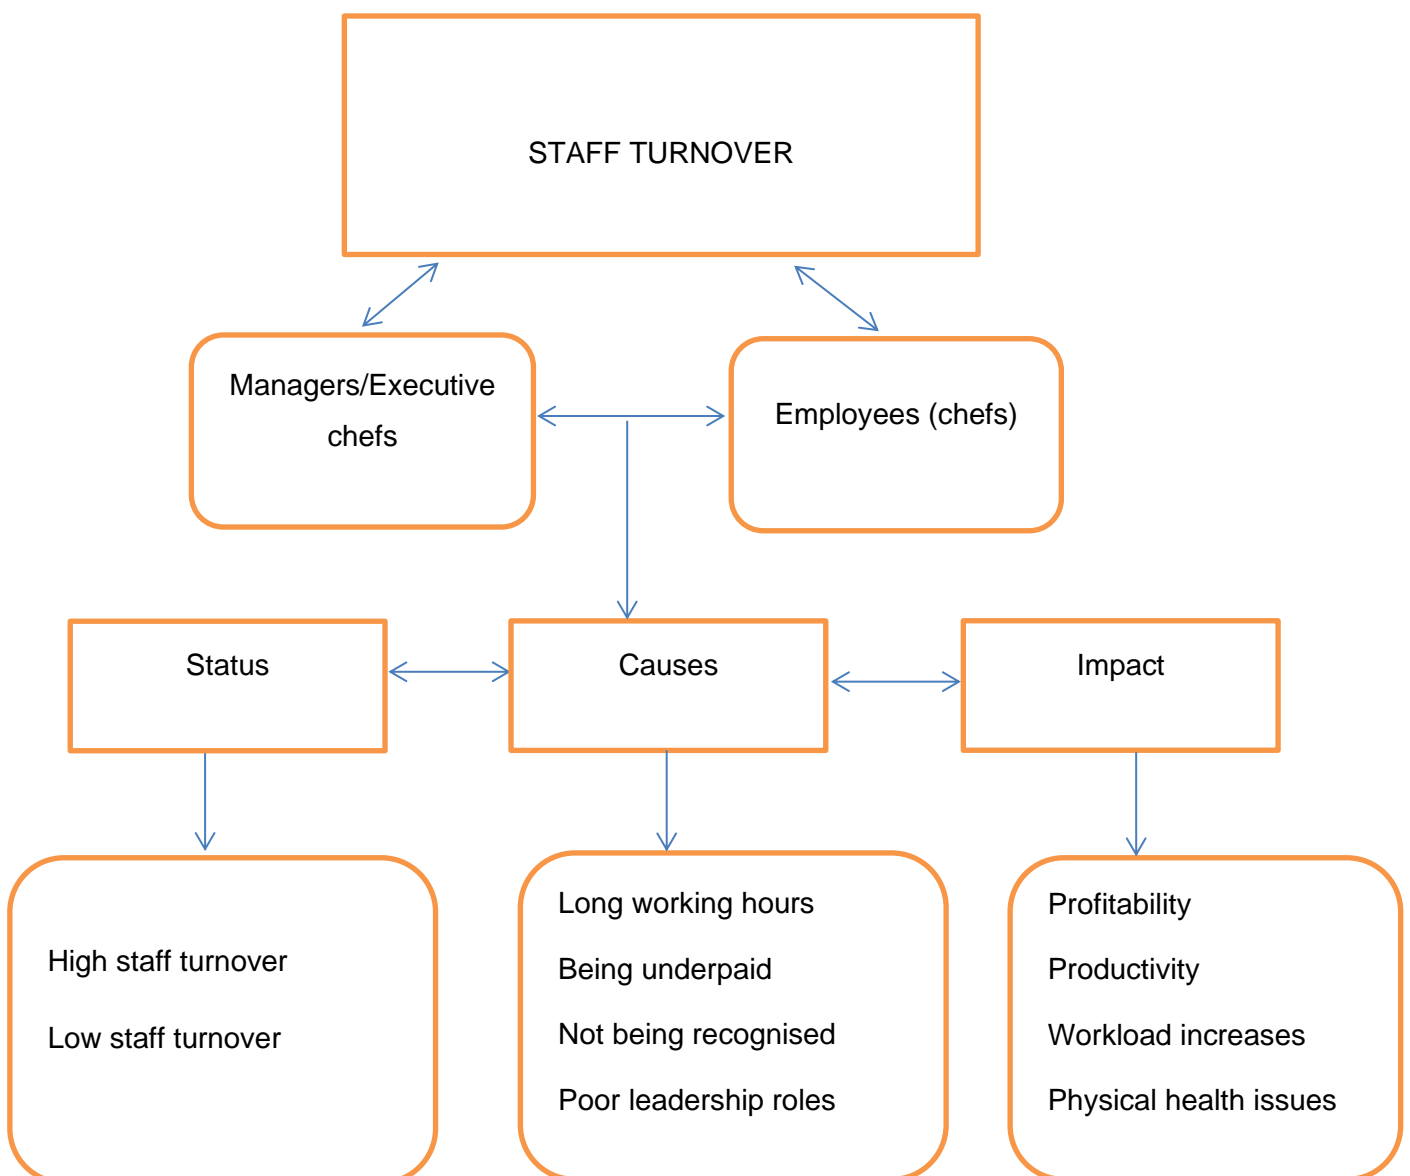 STAFF TURNOVER
Managers/Executive
chefs
Employees (chefs)
Status
Causes
Impact
High staff turnover
Low staff turnover
Long working hours
Being underpaid
Not being recognised
Poor leadership roles
Profitability
Productivity
Workload increases
Physical health issues